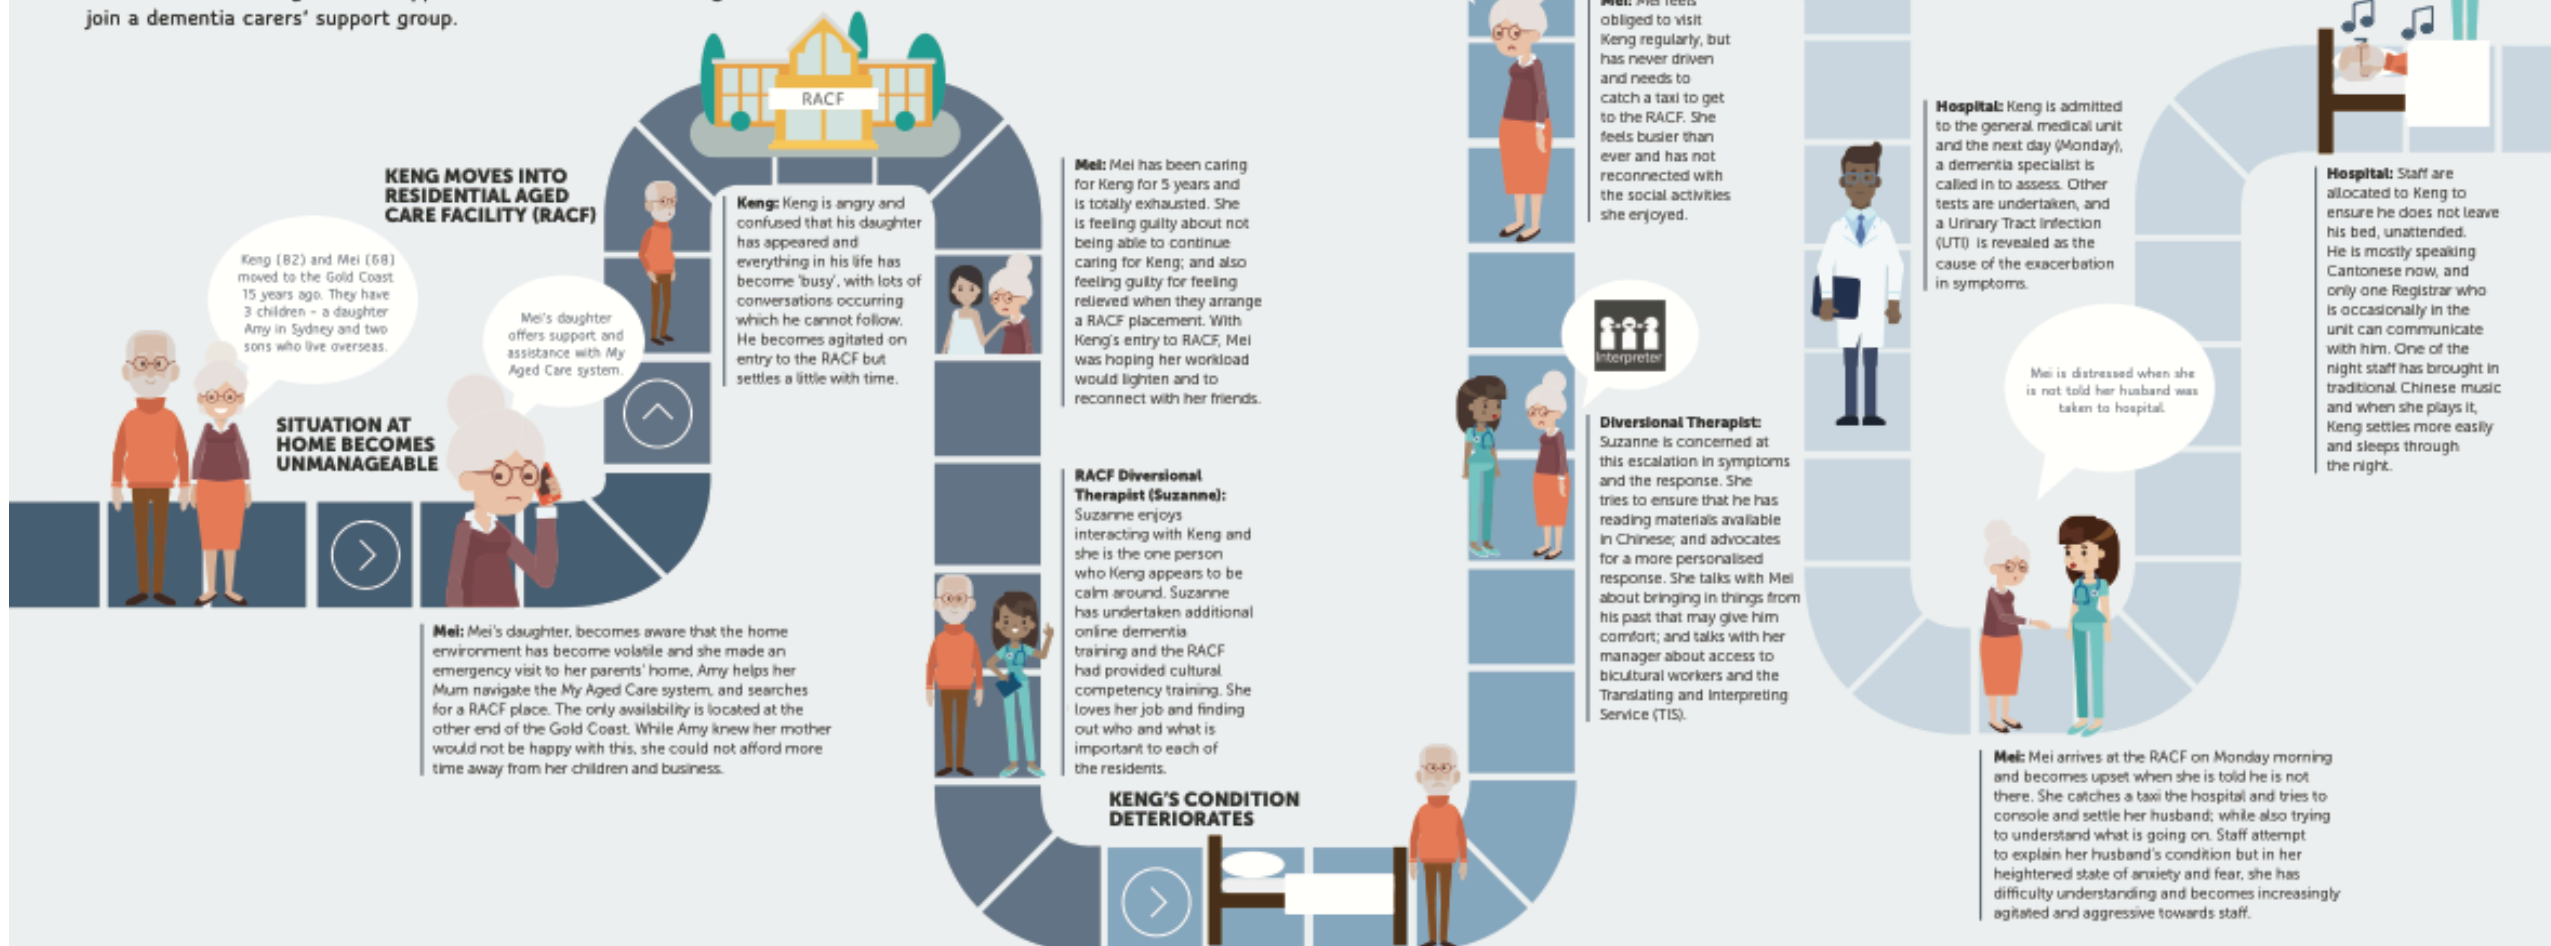 join a dementia carers' support group.
Keng (82) and Mei (68)
moved to the Gold Coast
15 years ago. They have
3 children – a daughter
Amy in Sydney and two
sons who live overseas.
SITUATION AT
HOME BECOMES
UNMANAGEABLE
Mei's daughter
offers support and
assistance with My
Aged Care system.
Mei: Mei's daughter, becomes aware that the home
environment has become volatile and she made an
emergency visit to her parents' home, Amy helps her
Mum navigate the My Aged Care system, and searches
for a RACF place. The only availability is located at the
other end of the Gold Coast. While Amy knew her mother
would not be happy with this, she could not afford more
time away from her children and business.
KENG MOVES INTO
RESIDENTIAL AGED
CARE FACILITY (RACF)
RACF
Keng: Keng is angry and
confused that his daughter
has appeared and
everything in his life has
become 'busy', with lots of
conversations occurring
which he cannot follow.
He becomes agitated on
entry to the RACF but
settles a little with time.
Mei: Mei has been caring
for Keng for 5 years and
is totally exhausted. She
is feeling guilty about not
being able to continue
caring for Keng; and also
feeling guilty for feeling
relieved when they arrange
a RACF placement. With
Keng's entry to RACF, Mei
was hoping her workload
would lighten and to
reconnect with her friends.
RACF Diversional
Therapist (Suzanne):
Suzanne enjoys
interacting with Keng and
she is the one person
who Keng appears to be
calm around. Suzanne
has undertaken additional
online dementia
training and the RACF
had provided cultural
competency training. She
loves her job and finding
out who and what is
important to each of
the residents.
KENG'S CONDITION
DETERIORATES
Mei: Mei feels
obliged to visit
Keng regularly, but
has never driven
and needs to
catch a taxi to get
to the RACF. She
feels busier than
ever and has not
reconnected with
the social activities
she enjoyed.
Interpreter
Diversional Therapist:
Suzanne is concerned at
this escalation in symptoms
and the response. She
tries to ensure that he has
reading materials available
in Chinese; and advocates
for a more personalised
response. She talks with Mei
about bringing in things from
his past that may give him
comfort; and talks with her
manager about access to
bicultural workers and the
Translating and Interpreting
Service (TIS).
Hospital: Keng is admitted
to the general medical unit
and the next day (Monday),
a dementia specialist is
called in to assess. Other
tests are undertaken, and
a Urinary Tract Infection
(UTI) is revealed as the
cause of the exacerbation
in symptoms.
Mei is distressed when she
is not told her husband was
taken to hospital.
Mei: Mei arrives at the RACF on Monday morning
and becomes upset when she is told he is not
there. She catches a taxi the hospital and tries to
console and settle her husband; while also trying
to understand what is going on. Staff attempt
to explain her husband's condition but in her
heightened state of anxiety and fear, she has
difficulty understanding and becomes increasingly
agitated and aggressive towards staff.
Hospital: Staff are
allocated to Keng to
ensure he does not leave
his bed, unattended.
He is mostly speaking
Cantonese now, and
only one Registrar who
is occasionally in the
unit can communicate
with him. One of the
night staff has brought in
traditional Chinese music
and when she plays it,
Keng settles more easily
and sleeps through
the night.